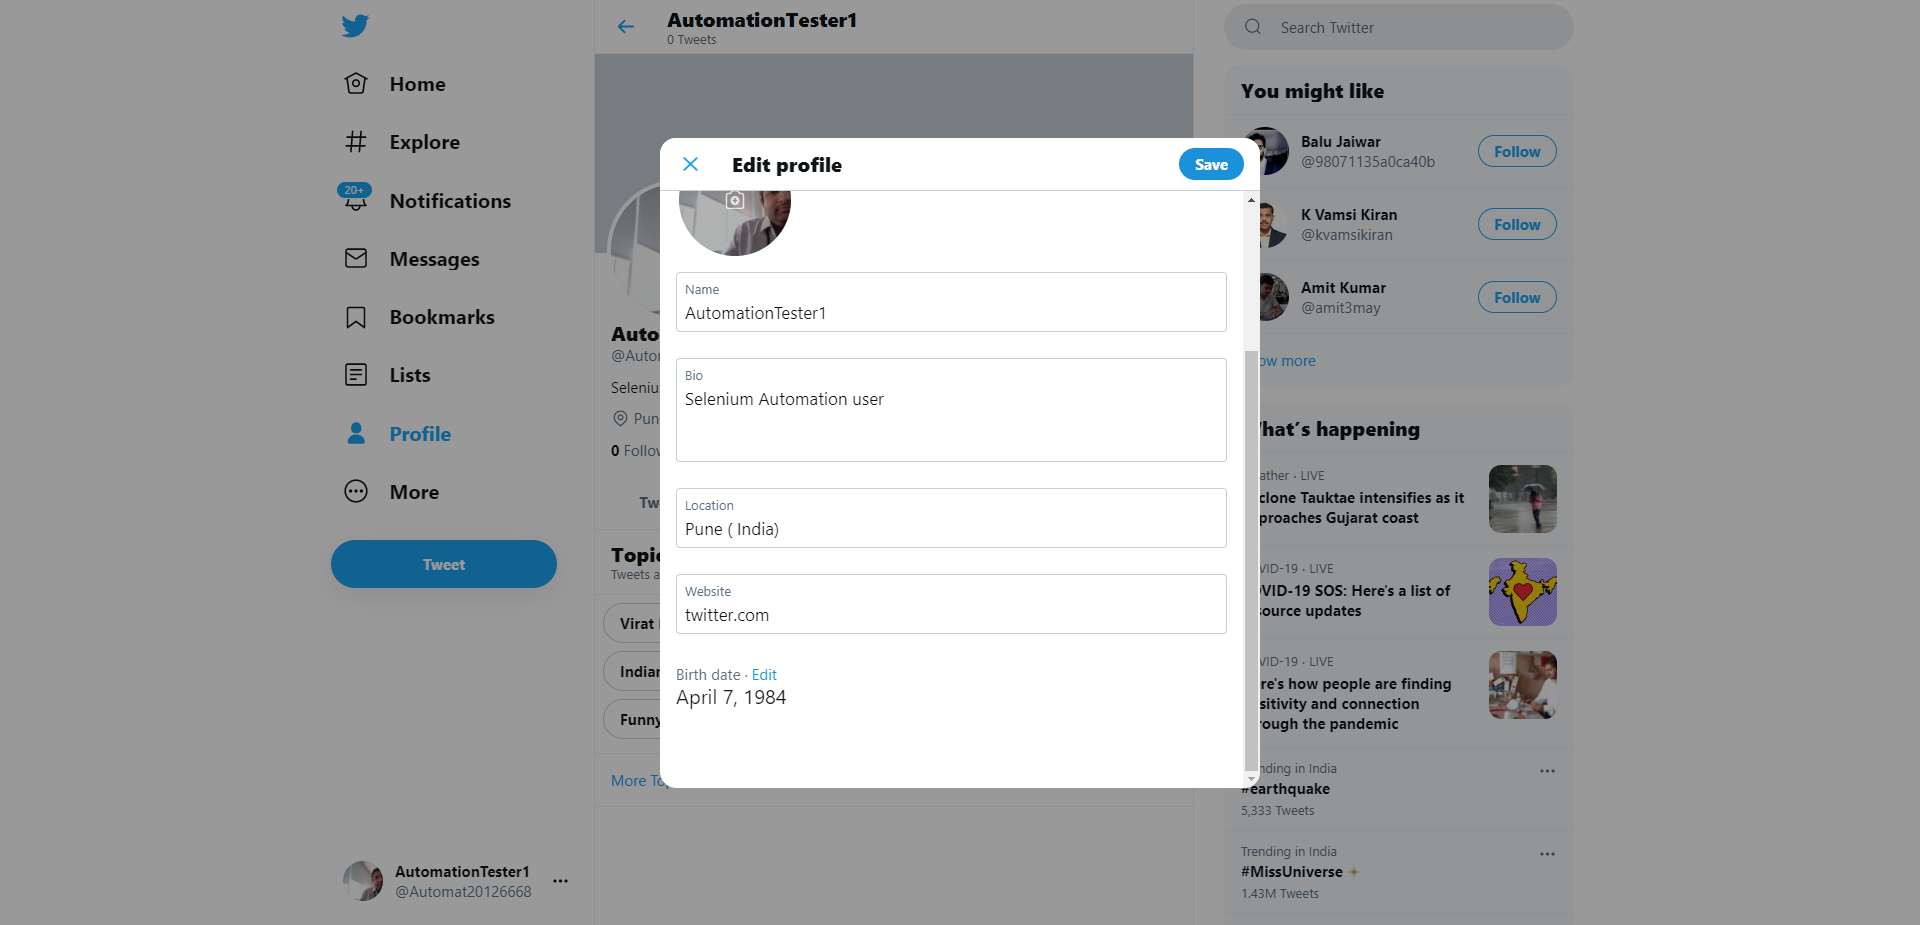 Home
Explore
20+
Notifications
Messages
Bookmarks
Lists
Profile
More
Tweet
AutomationTester1
@Automat20126668
AutomationTester1
0 Tweets
Auto
@Autor
Seleniu
Pun
0 Follow
Tw
Topic
Tweets a
Virat
Indian
Funny
More To
Edit profile
Save
Name
AutomationTester1
Bio
Selenium Automation user
Location
Pune ( India)
Website
twitter.com
Birth date · Edit
April 7, 1984
Search Twitter
You might like
Balu Jaiwar
@98071135a0ca40b
Follow
K Vamsi Kiran
@kvamsikiran
Follow
Amit Kumar
@amit3may
Follow
ow more
hat's happening
ather · LIVE
clone Tauktae intensifies as it
proaches Gujarat coast
VID-19 · LIVE
OVID-19 SOS: Here's a list of
source updates
VID-19 · LIVE
re's how people are finding
sitivity and connection
rough the pandemic
nding in India
#earthquake
5,333 Tweets
Trending in India
#MissUniverse
1.43M Tweets